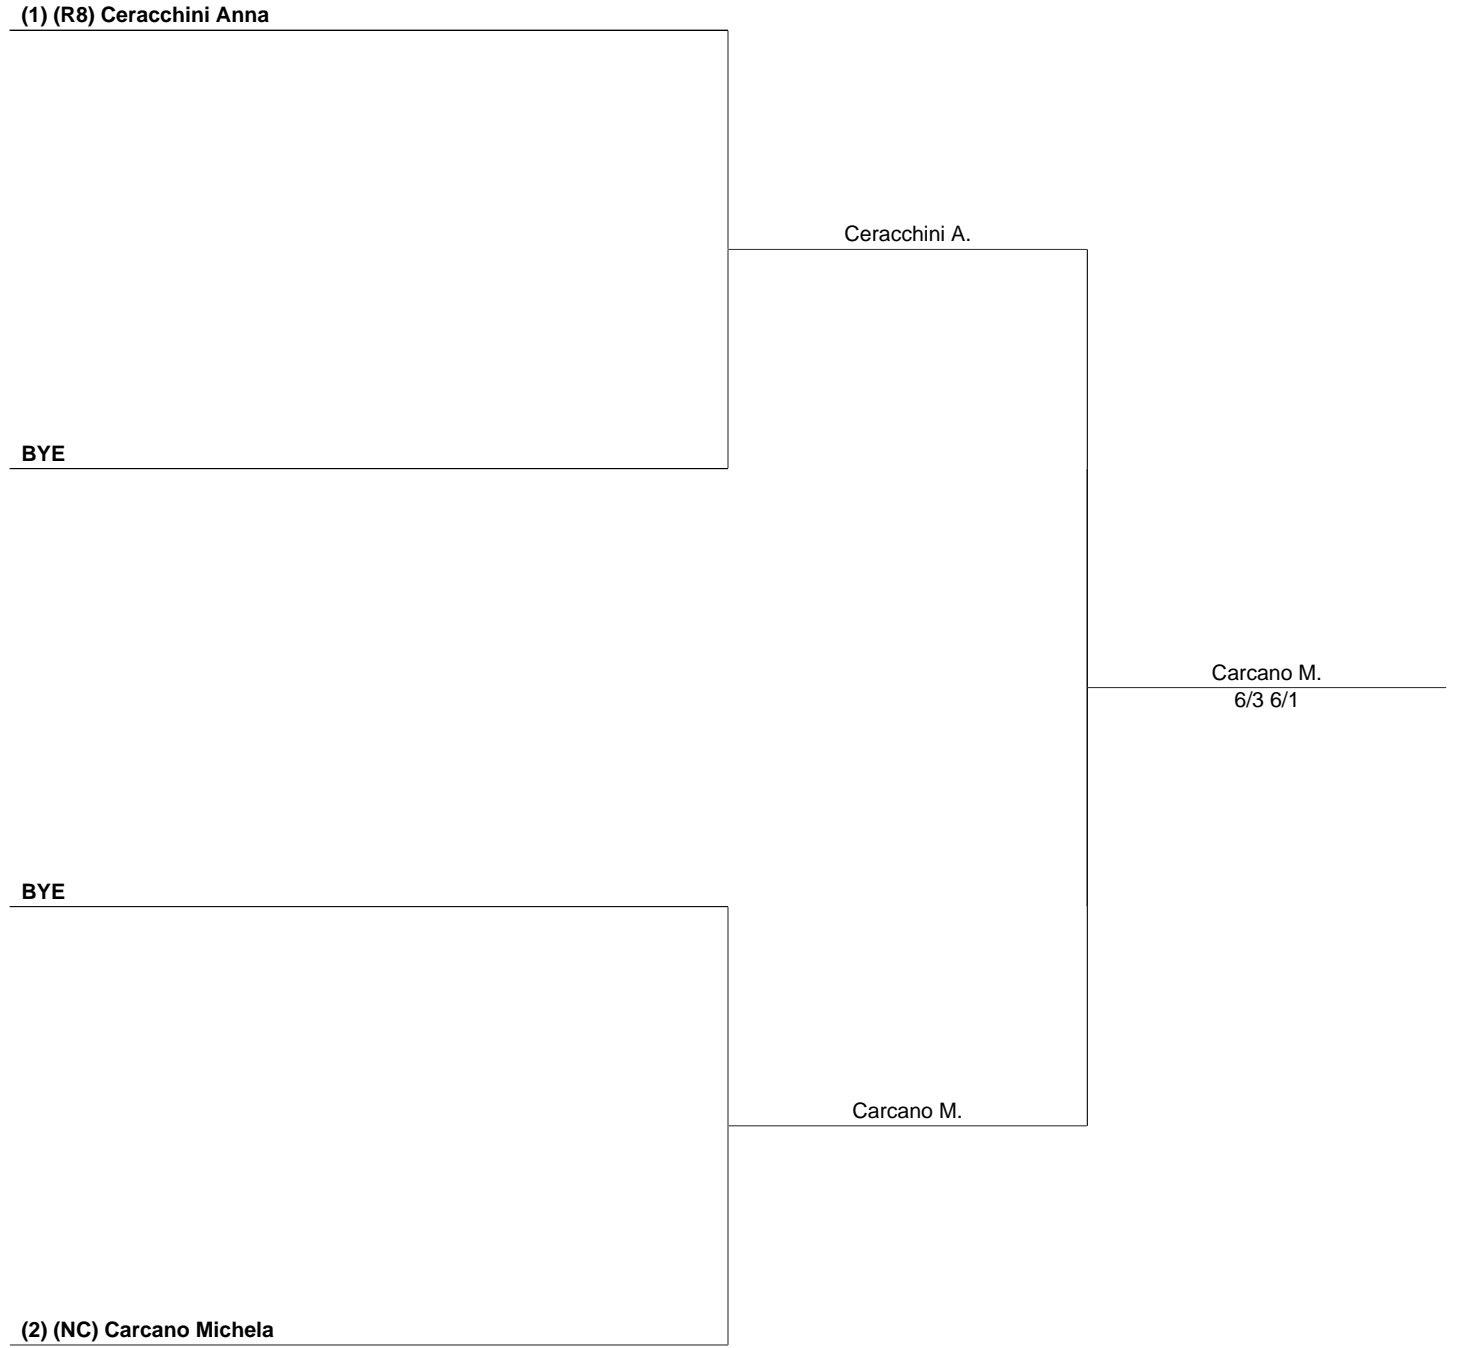 (1) (R8) Ceracchini Anna
Ceracchini A.
BYE
Carcano M.
6/3 6/1
BYE
Carcano M.
(2) (NC) Carcano Michela